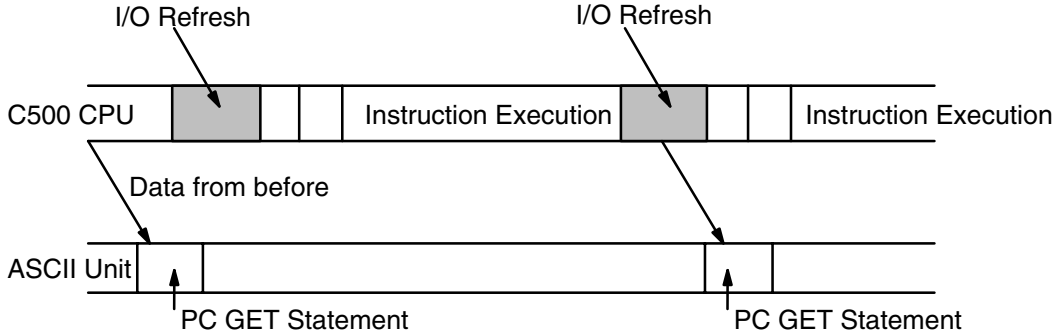 I/O Refresh
I/O Refresh
C500 CPU
Instruction Execution
Instruction Execution
Data from before
ASCII Unit
PC GET Statement
PC GET Statement